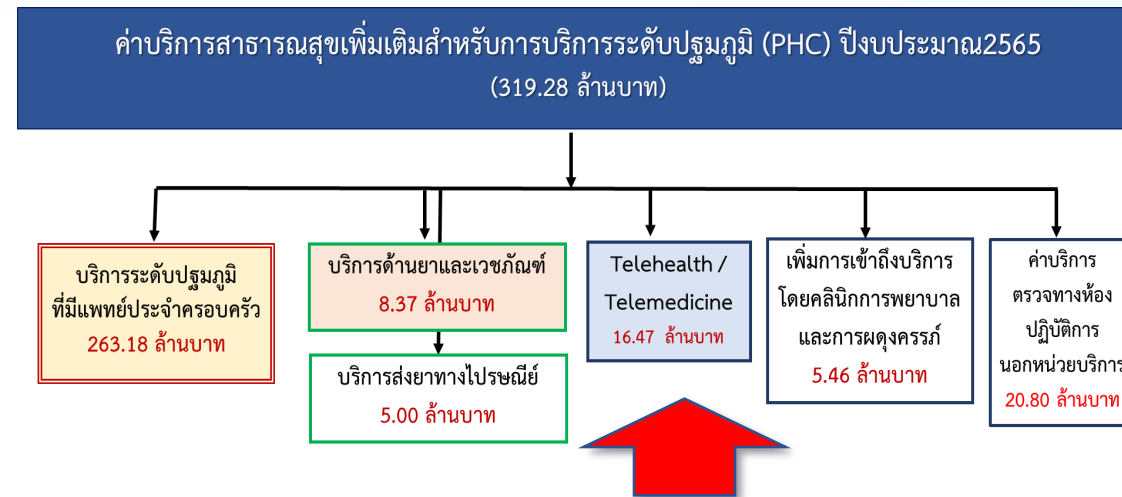 ค่าบริการสาธารณสุขเพิ่มเติมสำหรับการบริการระดับปฐมภูมิ (PHC) ปีงบประมาณ2565
(319.28 ล้านบาท)
บริการระดับปฐมภูมิ
ที่มีแพทย์ประจำครอบครัว
263.18 ล้านบาท
บริการด้านยาและเวชภัณฑ์
8.37 ล้านบาท
บริการส่งยาทางไปรษณีย์
5.00 ล้านบาท
Telehealth /
Telemedicine
16.47 ล้านบาท
เพิ่มการเข้าถึงบริการ
โดยคลินิกการพยาบาล
และการผดุงครรภ์
5.46 ล้านบาท
ค่าบริการ
ตรวจทางห้อง
ปฏิบัติการ
นอกหน่วยบริการ
20.80 ล้านบาท